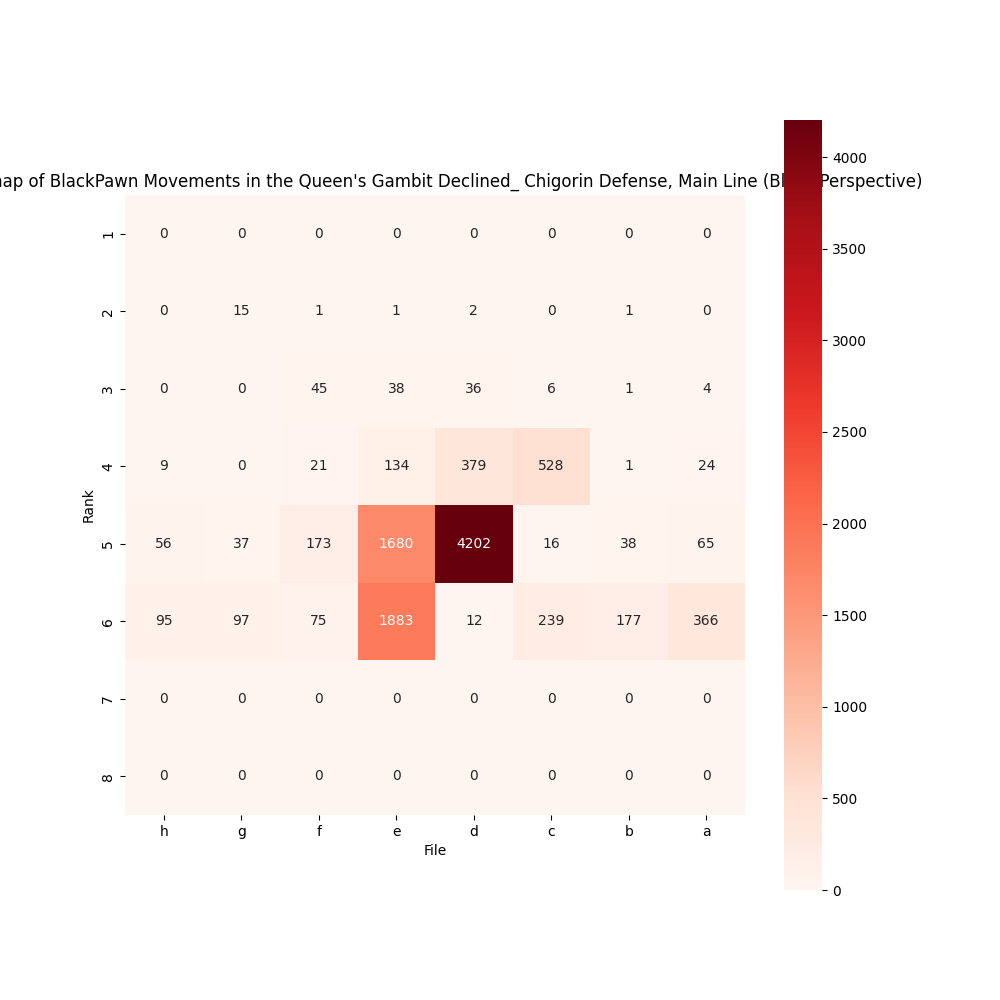 of BlackPawn Movements in the Queen's Gambit Declined_ Chigorin Defense, Main Line Perspective)
4000
3500
3000
2500
2000
1500
1000
500
0
Rank
1 0 0 0 0 0 0 0 0
2 0 15 1 1 2 0 1 0
3 0 0 45 38 36 6 1 4
4 9 0 21 134 379 528 1 24
5 56 37 173 1680 4202 16 38 65
6 95 97 75 1883 12 239 177 366
7 0 0 0 0 0 0 0 0
8 0 0 0 0 0 0 0 0
h g f e d c b a
File